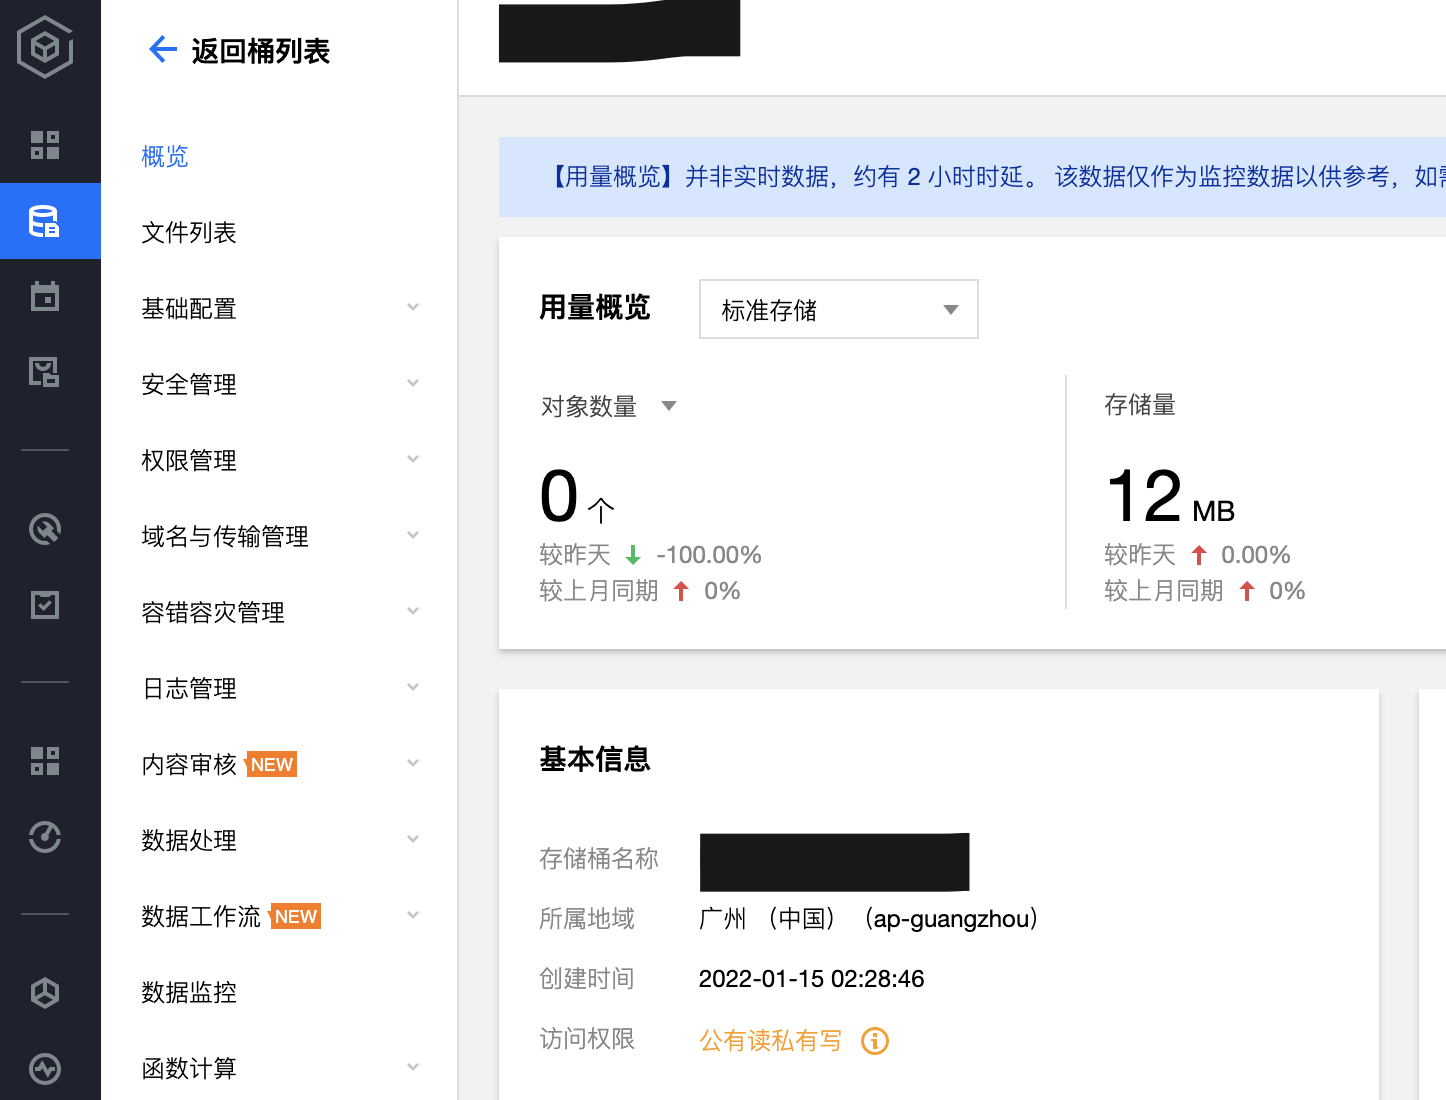 返回桶列表
概览
文件列表
基础配置
安全管理
权限管理
域名与传输管理
容错容灾管理
日志管理
内容审核 NEW
数据处理
数据工作流 NEW
数据监控
函数计算
【用量概览】并非实时数据，约有 2 小时时延。 该数据仅作为监控数据以供参考，如
用量概览 标准存储
对象数量
0 个
较昨天 -100.00%
较上月同期 0%
存储量
12 MB
较昨天 0.00%
较上月同期 0%
基本信息
存储桶名称
所属地域 广州 （中国）（ap-guangzhou）
创建时间 2022-01-15 02:28:46
访问权限 公有读私有写